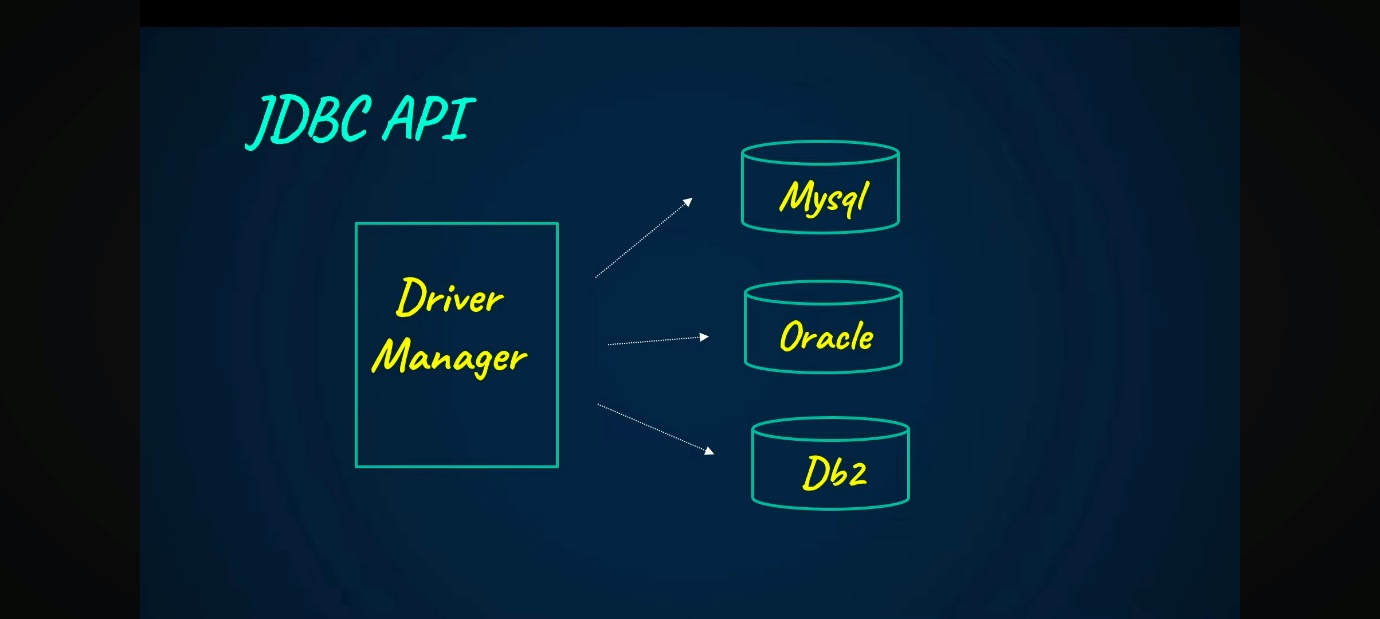 JDBC API
Driver
Manager
Mysql
Oracle
Db2